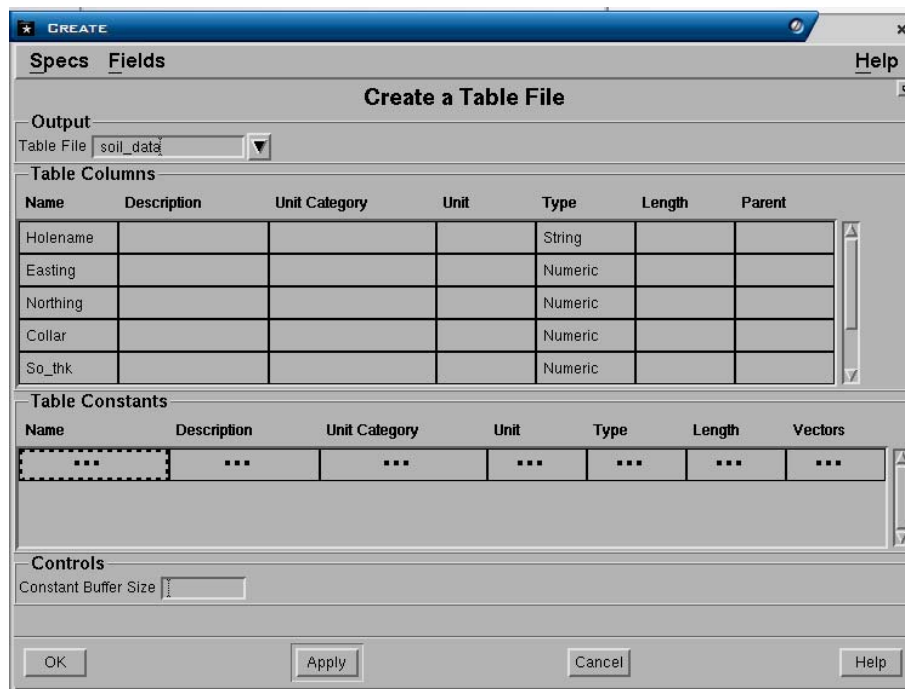 CREATE
Specs Fields Help
Create a Table File
Output
Table File soil_data
Table Columns
Name Description Unit Category Unit Type Length Parent
Holename String
Easting Numeric
Northing Numeric
Collar Numeric
So_thk Numeric
Table Constants
Name Description Unit Category Unit Type Length Vectors
... ... ... ... ... ... ...
Controls
Constant Buffer Size
OK Apply Cancel Help